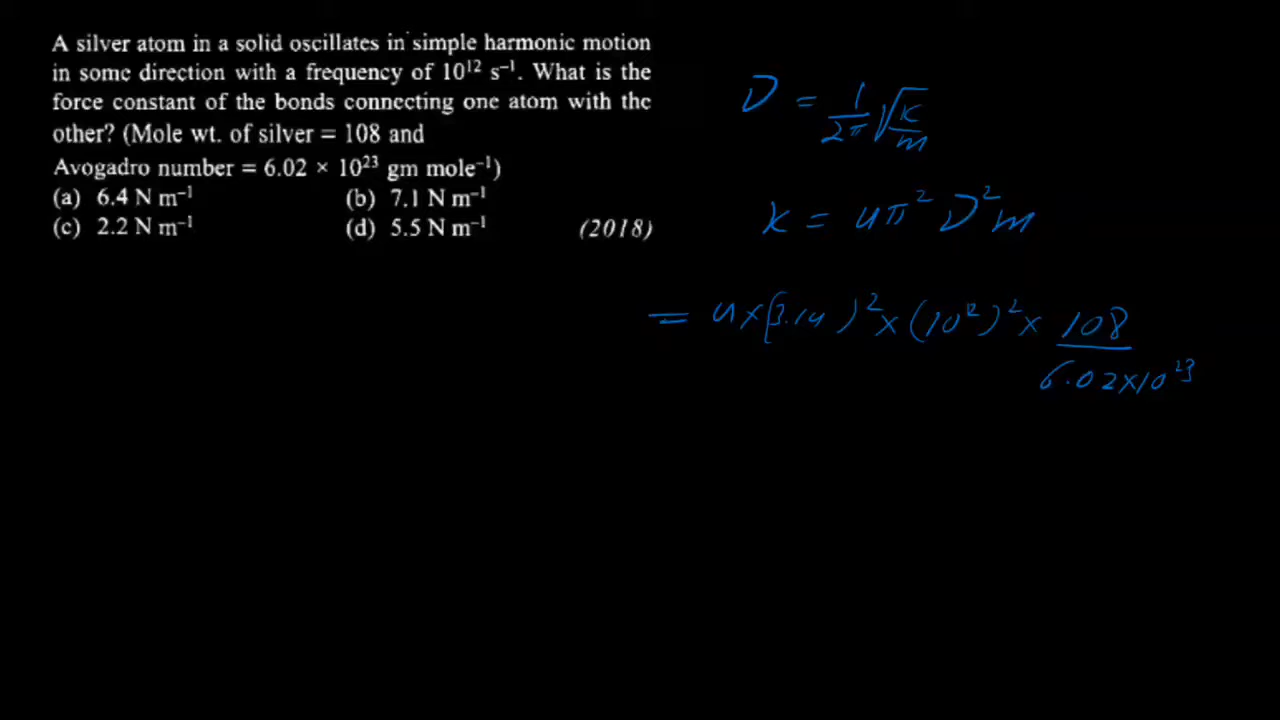 A silver atom in a solid oscillates in simple harmonic motion
in some direction with a frequency of 10¹² s⁻¹. What is the
force constant of the bonds connecting one atom with the
other? (Mole wt. of silver = 108 and
Avogadro number = 6.02 × 10²³ gm mole⁻¹)
(a) 6.4 N m⁻¹ (b) 7.1 N m⁻¹
(c) 2.2 N m⁻¹ (d) 5.5 N m⁻¹ (2018)
ν = 1/2π √K/m
K = 4π² ν² m
= 4×(3.14)² × (10¹²)² × 108/6.02×10²³